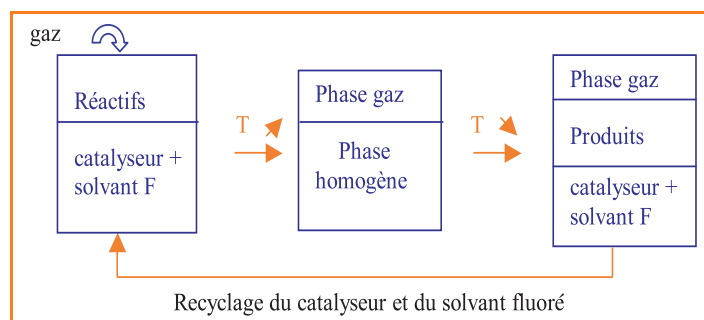 gaz
Réactifs
catalyseur +
solvant F
T
Phase gaz
Phase
homogène
T
Phase gaz
Produits
catalyseur +
solvant F
Recyclage du catalyseur et du solvant fluoré